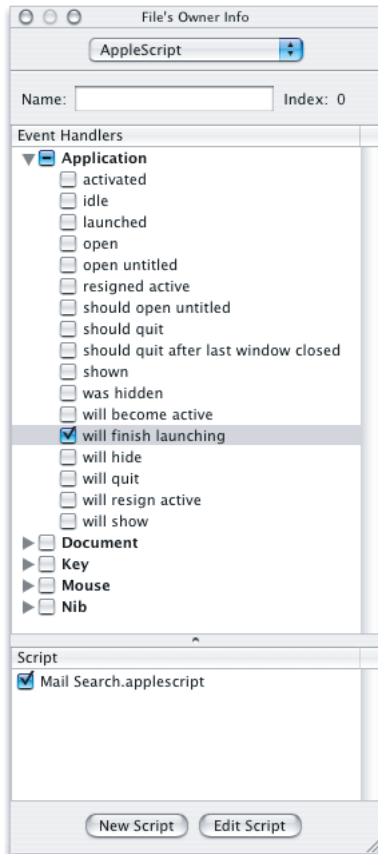 File's Owner Info
AppleScript
Name: Index: 0
Event Handlers
Application
activated
idle
launched
open
open untitled
resigned active
should open untitled
should quit
should quit after last window closed
shown
was hidden
will become active
will finish launching
will hide
will quit
will resign active
will show
Document
Key
Mouse
Nib
Script
Mail Search.applescript
New Script Edit Script